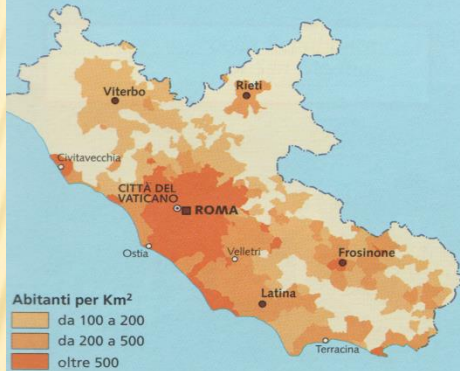 Viterbo
Rieti
Civitavecchia
CITTÀ DEL
VATICANO
ROMA
Ostia
Velletri
Frosinone
Latina
Terracina
Abitanti per Km²
da 100 a 200
da 200 a 500
oltre 500